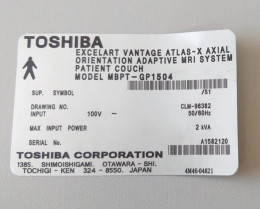 TOSHIBA EXCELART VANTAGE ATLAS-X AXIAL
ORIENTATION ADAPTIVE MRI SYSTEM
PATIENT COUCH
MODEL MBPT-GP1504
SUP. SYMBOL /S1
DRAWING NO. CLM-96362
INPUT 100V~ 50/60Hz
MAX INPUT POWER 2 kVA
SERIAL No. A1582120
TOSHIBA CORPORATION
1385. SHIMOISHIGAMI. OTAWARA-SHI.
TOCHIGI-KEN 324-8550. JAPAN 4M46-04821